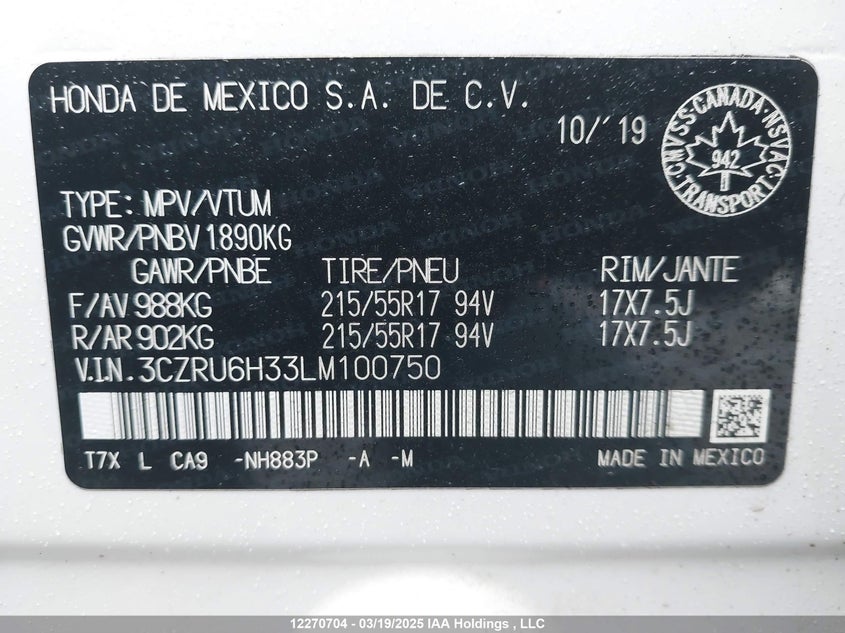 HONDA DE MEXICO S.A. DE C.V.
10/'19
CMVSS·CANADA·NSVAC
942
TRANSPORT
TYPE: MPV/VTUM
GVWR/PNBV 1890KG
GAWR/PNBE TIRE/PNEU RIM/JANTE
F/AV 988KG 215/55R17 94V 17X7.5J
R/AR 902KG 215/55R17 94V 17X7.5J
V.I.N. 3CZRU6H33LM100750
T7X L CA9 -NH883P -A -M MADE IN MEXICO
12270704 - 03/19/2025 IAA Holdings , LLC